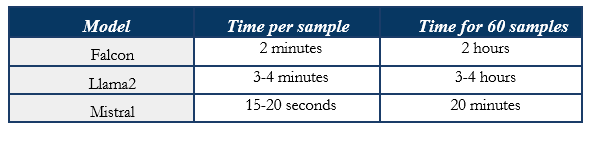 Model Time per sample Time for 60 samples
Falcon 2 minutes 2 hours
Llama2 3-4 minutes 3-4 hours
Mistral 15-20 seconds 20 minutes